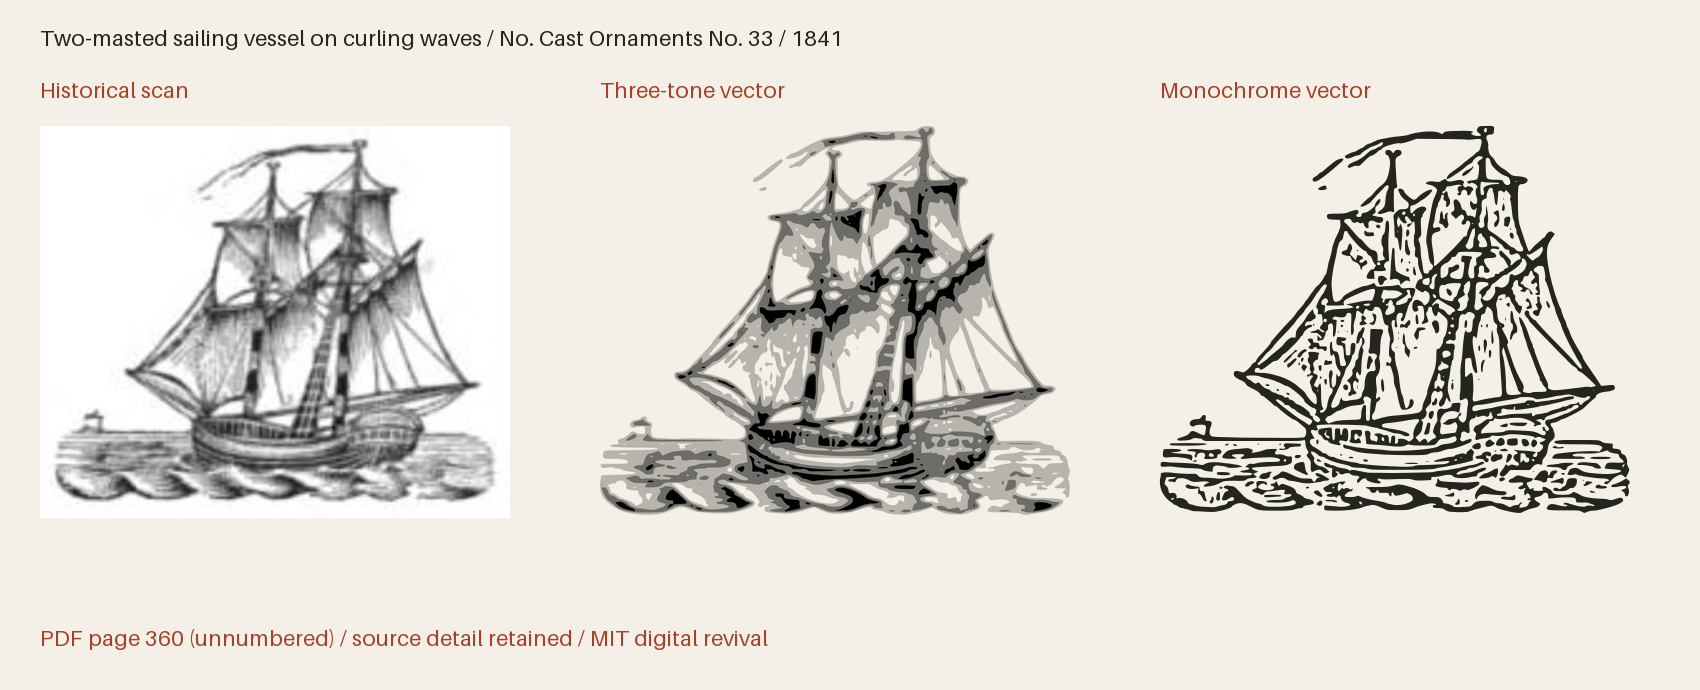 Two-masted sailing vessel on curling waves / No. Cast Ornaments No. 33 / 1841
Historical scan
Three-tone vector
Monochrome vector
PDF page 360 (unnumbered) / source detail retained / MIT digital revival